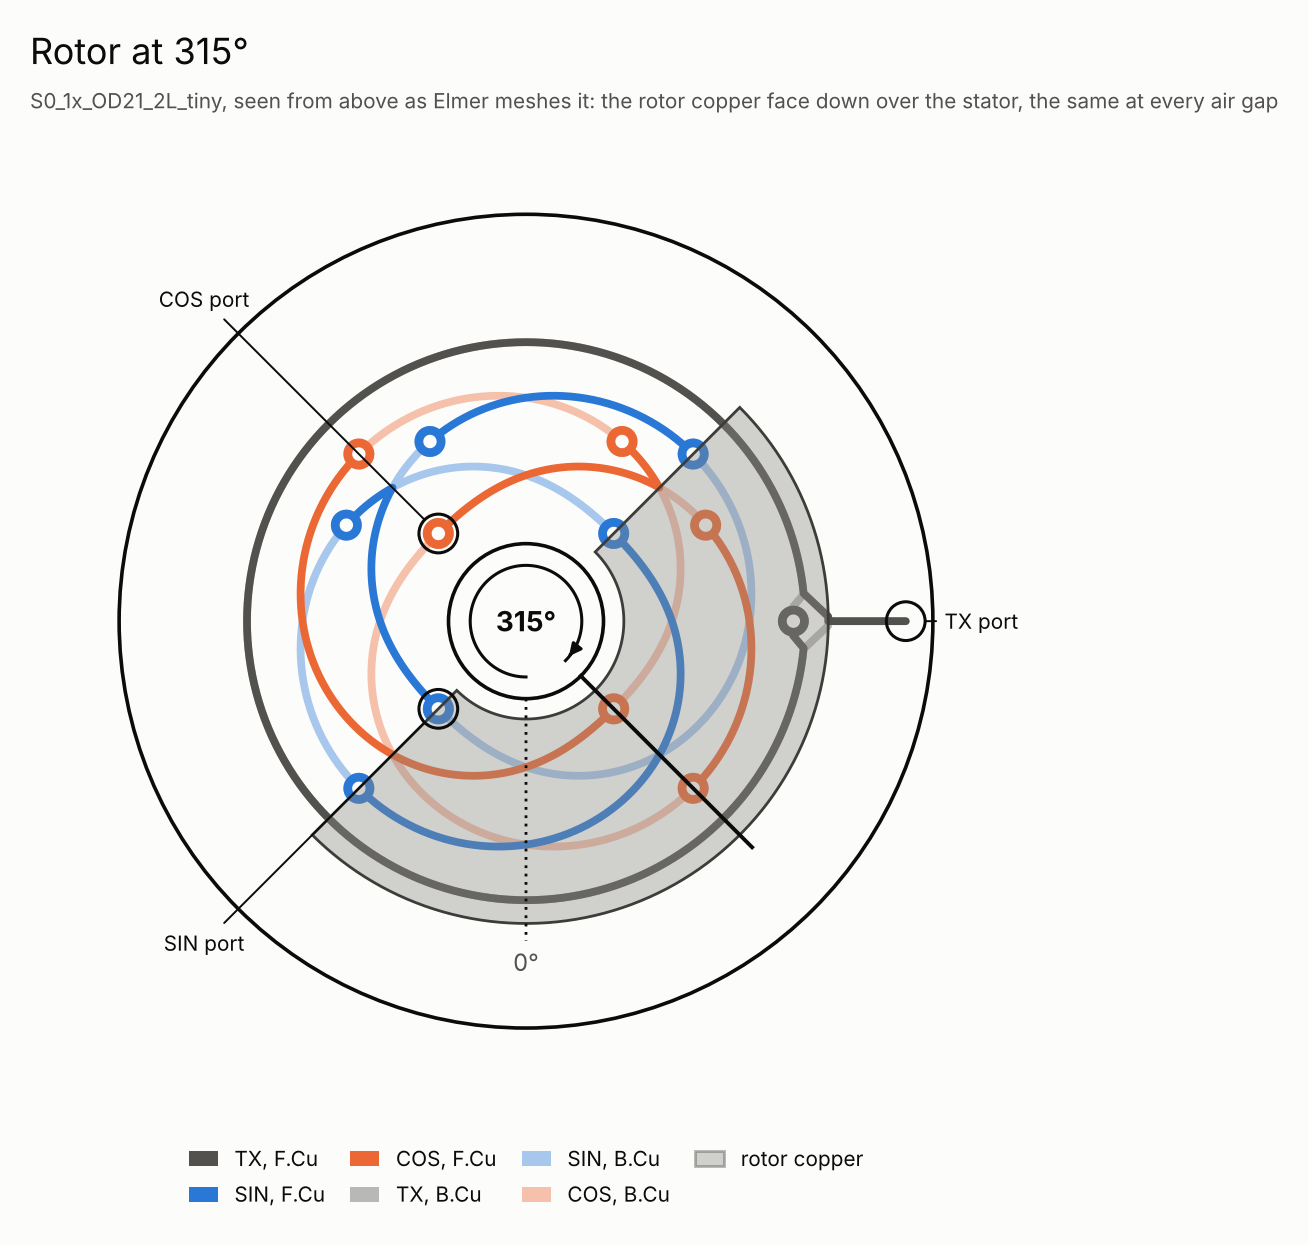 Rotor at 315°
S0_1x_OD21_2L_tiny, seen from above as Elmer meshes it: the rotor copper face down over the stator, the same at every air gap
COS port
315°
TX port
SIN port
0°
TX, F.Cu
COS, F.Cu
SIN, B.Cu
rotor copper
SIN, F.Cu
TX, B.Cu
COS, B.Cu